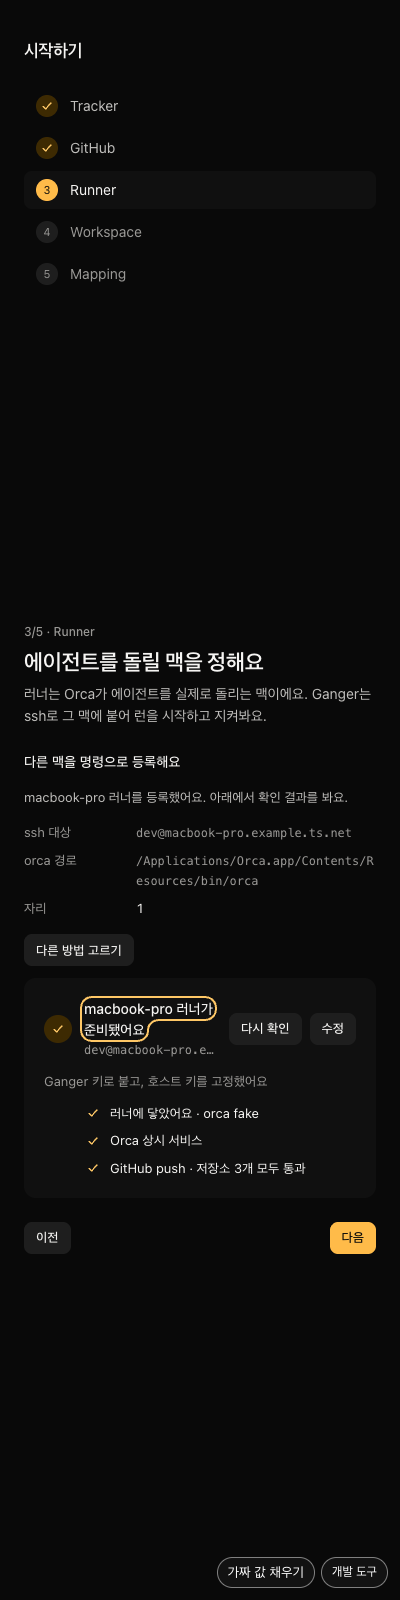 시작하기
Tracker
GitHub
3 Runner
4 Workspace
5 Mapping
3/5 · Runner
에이전트를 돌릴 맥을 정해요
러너는 Orca가 에이전트를 실제로 돌리는 맥이에요. Ganger는
ssh로 그 맥에 붙어 런을 시작하고 지켜봐요.
다른 맥을 명령으로 등록해요
macbook-pro 러너를 등록했어요. 아래에서 확인 결과를 봐요.
ssh 대상 dev@macbook-pro.example.ts.net
orca 경로 /Applications/Orca.app/Contents/R
esources/bin/orca
자리 1
다른 방법 고르기
macbook-pro 러너가
준비됐어요
dev@macbook-pro.e…
다시 확인 수정
Ganger 키로 붙고, 호스트 키를 고정했어요
러너에 닿았어요 · orca fake
Orca 상시 서비스
GitHub push · 저장소 3개 모두 통과
이전 다음
가짜 값 채우기 개발 도구